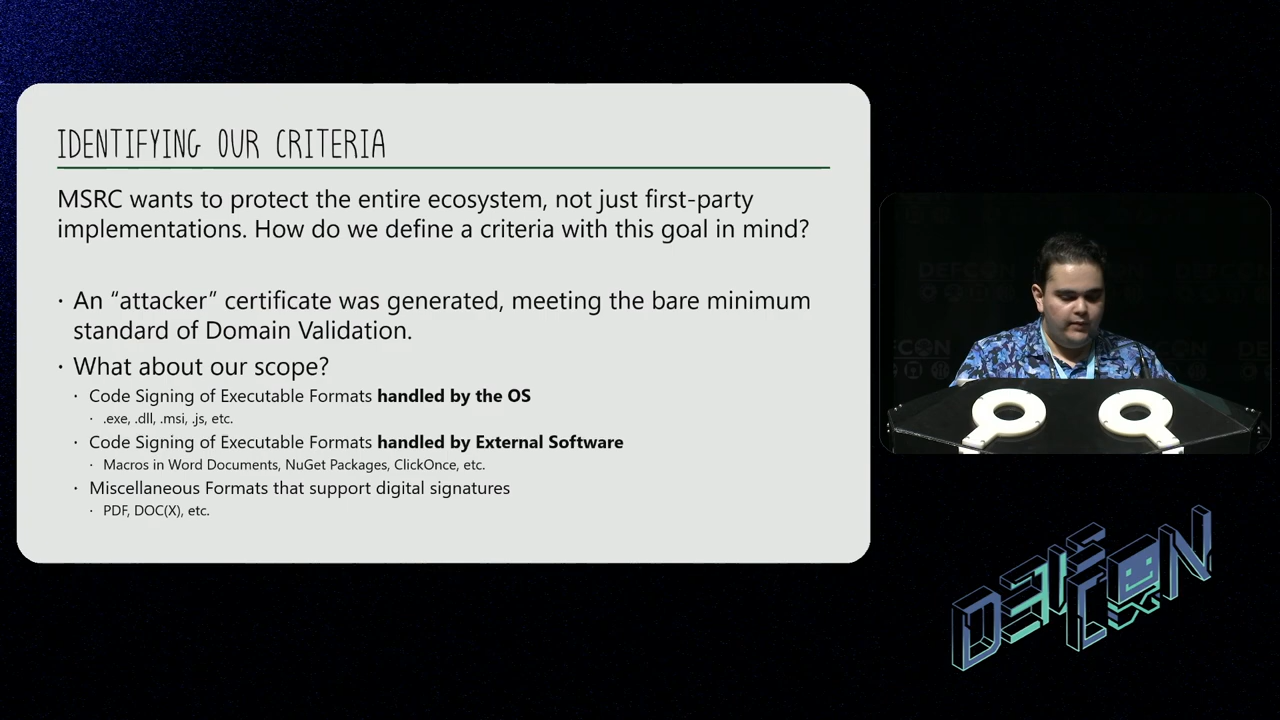 IDENTIFYING OUR CRITERIA
MSRC wants to protect the entire ecosystem, not just first-party
implementations. How do we define a criteria with this goal in mind?
· An “attacker” certificate was generated, meeting the bare minimum
standard of Domain Validation.
· What about our scope?
· Code Signing of Executable Formats handled by the OS
· .exe, .dll, .msi, .js, etc.
· Code Signing of Executable Formats handled by External Software
· Macros in Word Documents, NuGet Packages, ClickOnce, etc.
· Miscellaneous Formats that support digital signatures
· PDF, DOC(X), etc.
DEFCON
DEF
CON